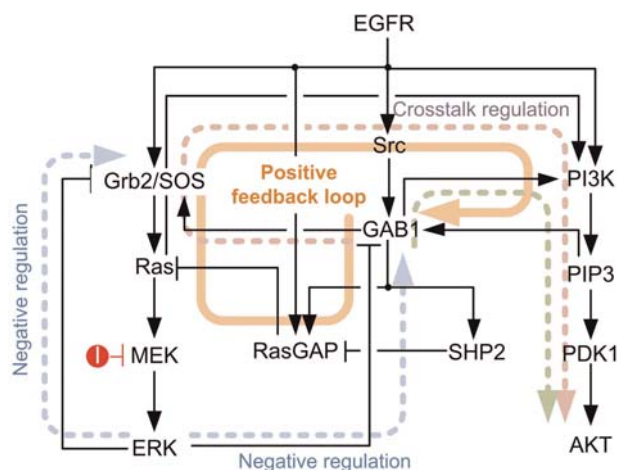 EGFR
Crosstalk regulation
Src
Grb2/SOS
Positive
feedback loop
PI3K
GAB1
Ras
PIP3
Negative regulation
I
MEK
RasGAP
SHP2
PDK1
ERK
Negative regulation
AKT